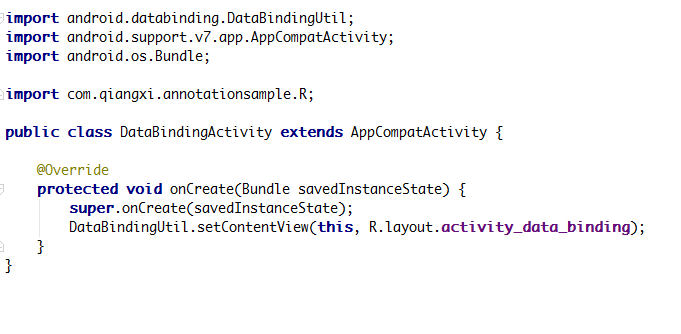 import android.databinding.DataBindingUtil;
import android.support.v7.app.AppCompatActivity;
import android.os.Bundle;
import com.qiangxi.annotationsample.R;
public class DataBindingActivity extends AppCompatActivity {
@Override
protected void onCreate(Bundle savedInstanceState) {
super.onCreate(savedInstanceState);
DataBindingUtil.setContentView(this, R.layout.activity_data_binding);
}
}